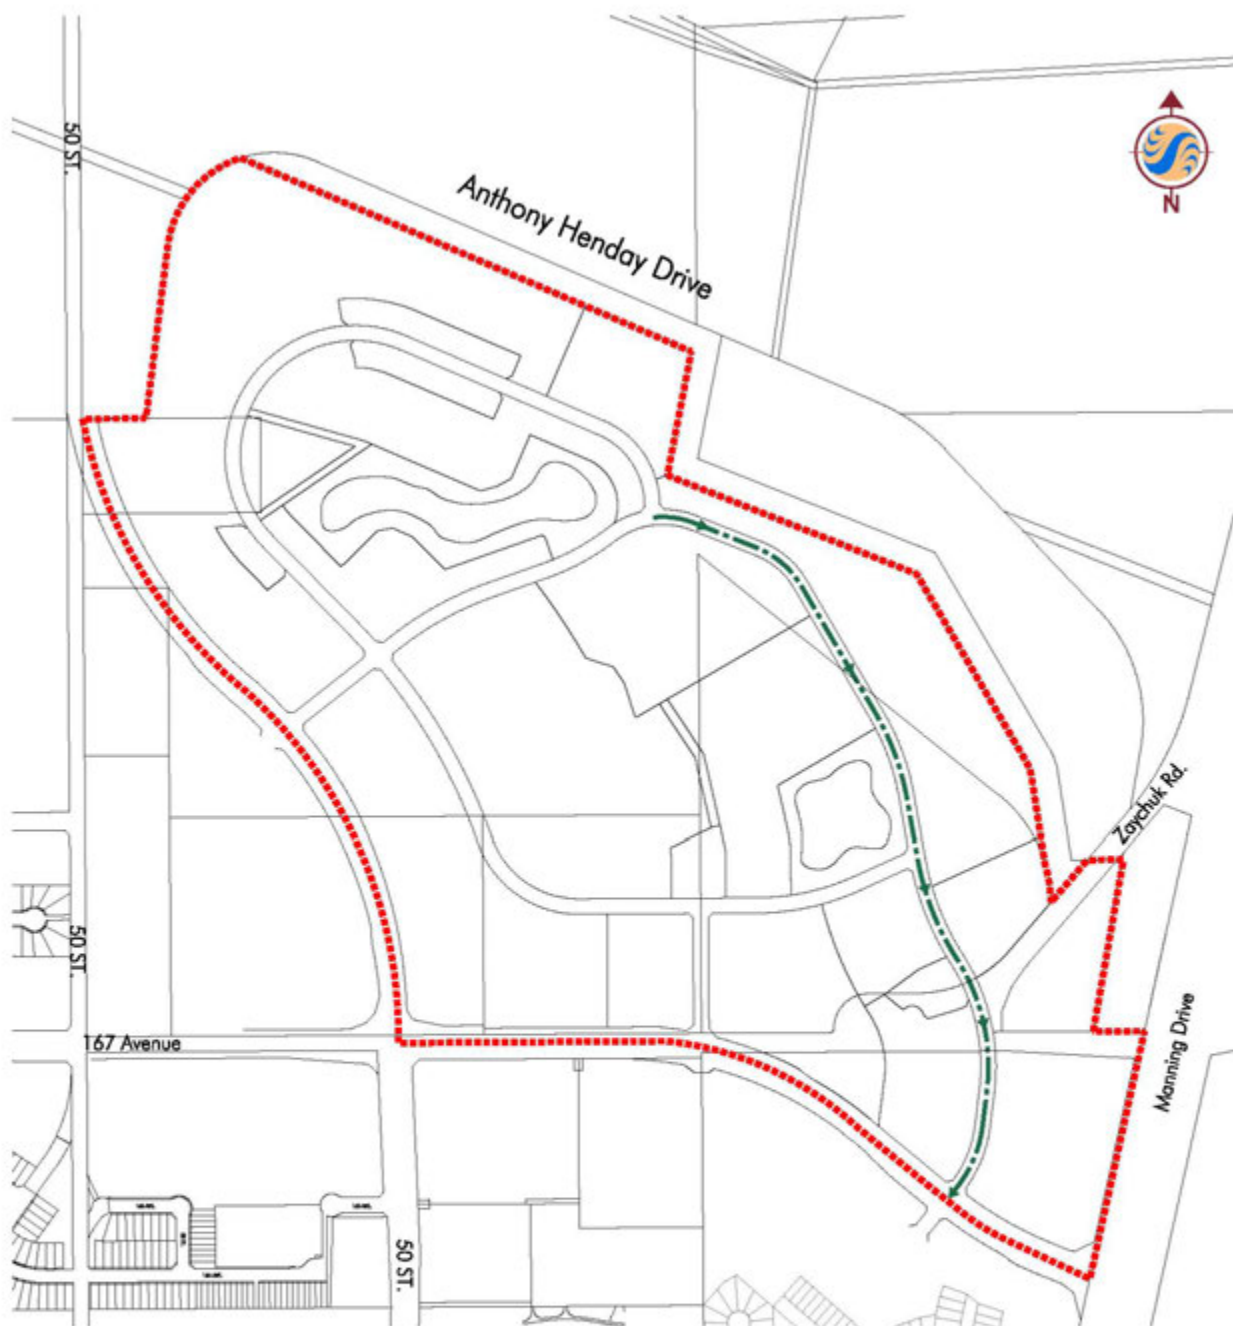 50 ST.
Anthony Henday Drive
N
Zaychuk Rd.
50 ST.
167 Avenue
Manning Drive
50 ST.